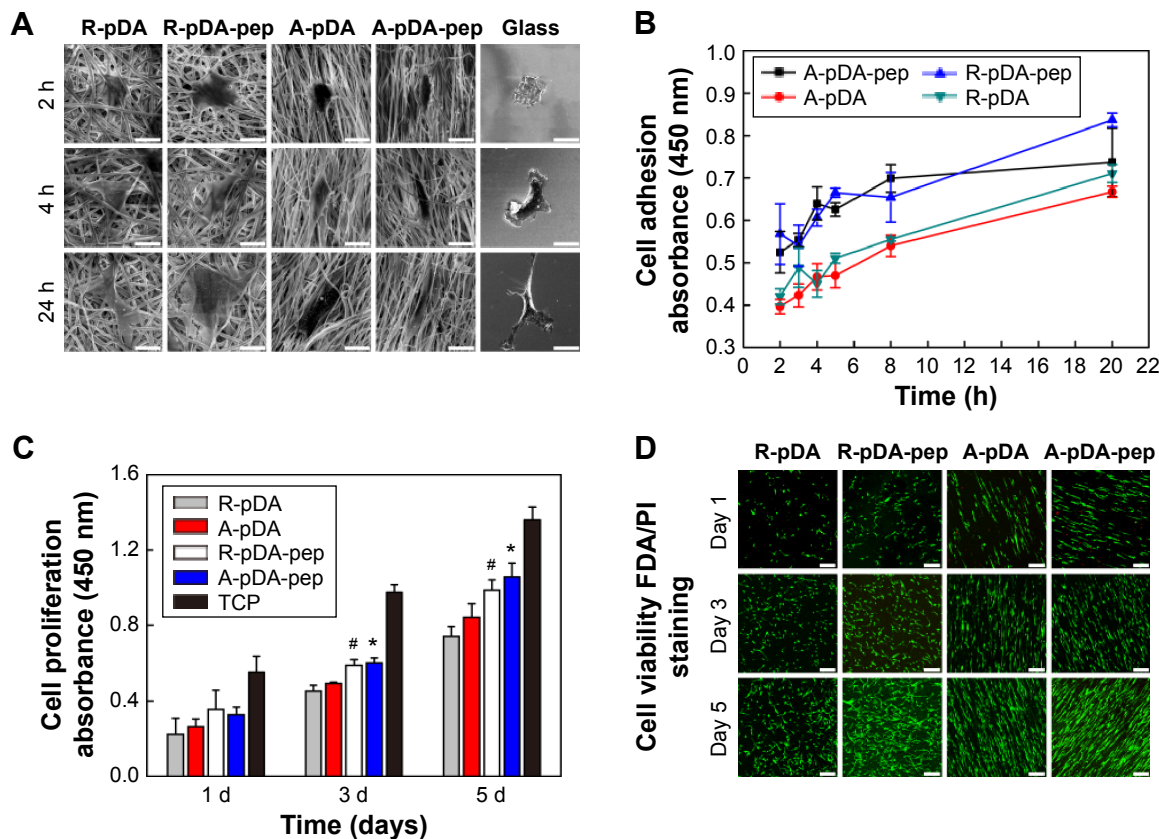 A
R-pDA R-pDA-pep A-pDA A-pDA-pep Glass
2 h
4 h
24 h
B
Cell adhesion
absorbance (450 nm)
1.0
0.9
0.8
0.7
0.6
0.5
0.4
0.3
A-pDA-pep R-pDA-pep
A-pDA R-pDA
0 2 4 6 8 10 12 14 16 18 20 22
Time (h)
C
Cell proliferation
absorbance (450 nm)
1.6
1.2
0.8
0.4
0.0
R-pDA
A-pDA
R-pDA-pep
A-pDA-pep
TCP
# *
# *
1 d 3 d 5 d
Time (days)
D
R-pDA R-pDA-pep A-pDA A-pDA-pep
Cell viability FDA/PI
staining
Day 1
Day 3
Day 5